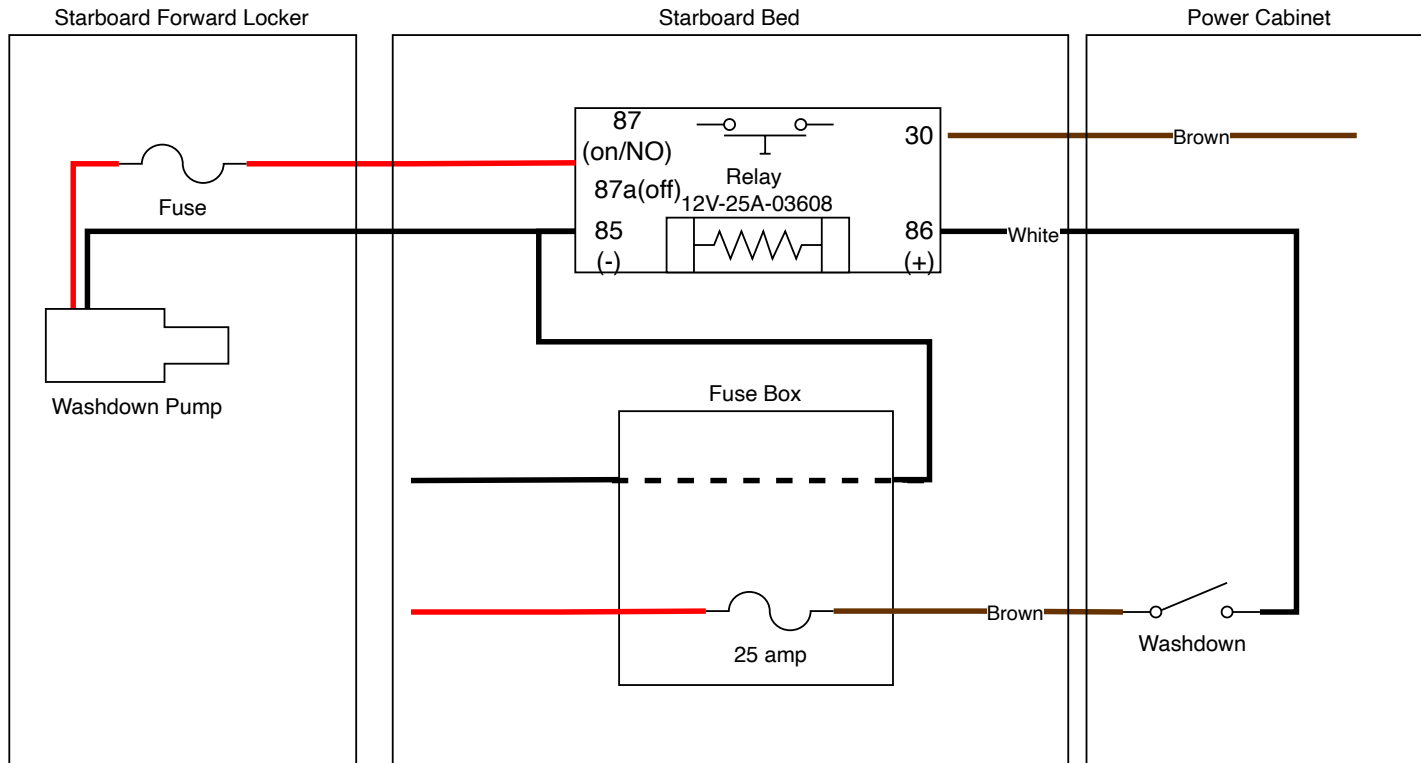 Starboard Forward Locker
Starboard Bed
Power Cabinet
87
(on/NO)
30
Brown
Relay
87a(off)
12V-25A-03608
Fuse
85
(-)
86
(+)
White
Washdown Pump
Fuse Box
Brown
25 amp
Washdown